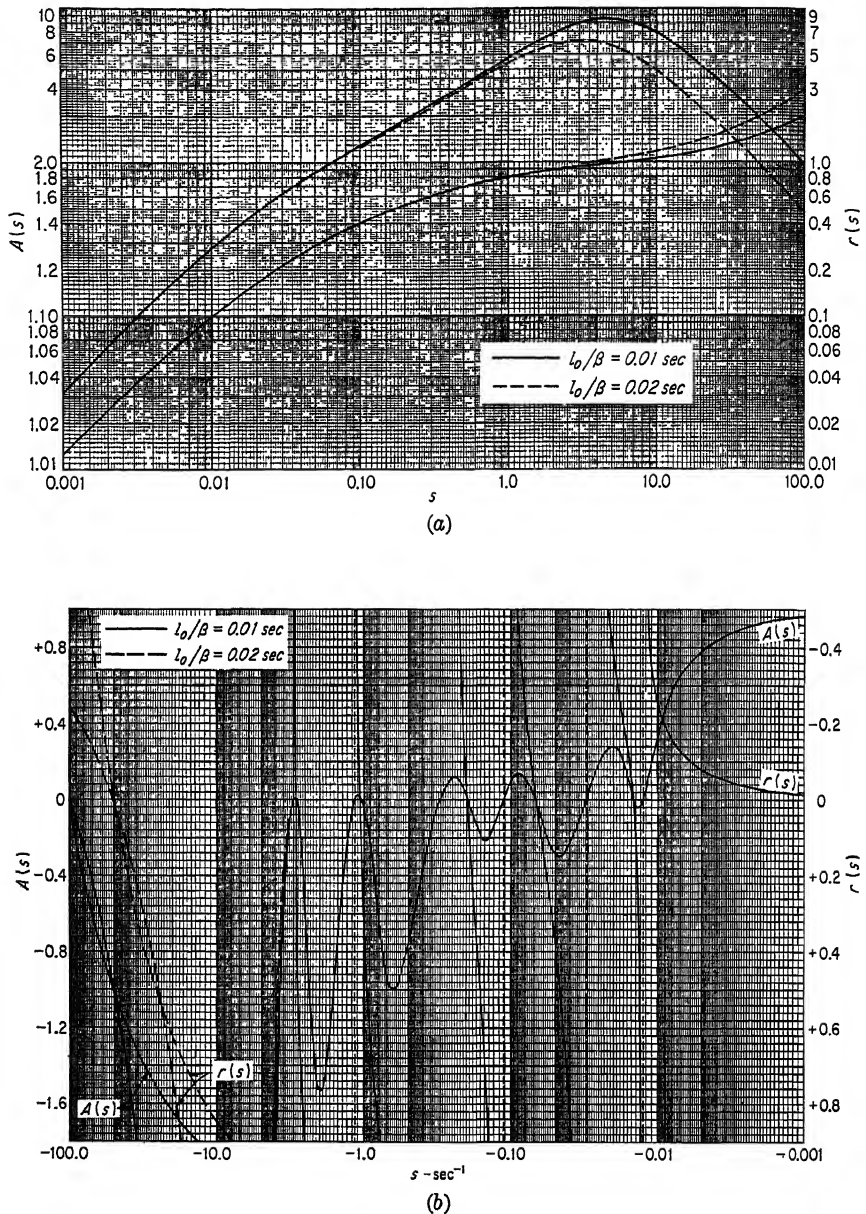 10
8
6
4
2.0
1.8
1.6
1.4
1.2
1.10
1.08
1.06
1.04
1.02
1.01
A(s)
9
7
5
3
1.0
0.8
0.6
0.4
0.2
0.1
0.08
0.06
0.04
0.02
0.01
r(s)
l₀/β = 0.01 sec
l₀/β = 0.02 sec
0.001 0.01 0.10 1.0 10.0 100.0
s
(a)
l₀/β = 0.01 sec
l₀/β = 0.02 sec
+0.8
+0.4
0
-0.4
-0.8
-1.2
-1.6
A(s)
A(s)
r(s)
r(s)
A(s)
-0.4
-0.2
0
+0.2
+0.4
+0.6
+0.8
r(s)
-100.0 -10.0 -1.0 -0.10 -0.01 -0.001
s - sec⁻¹
(b)